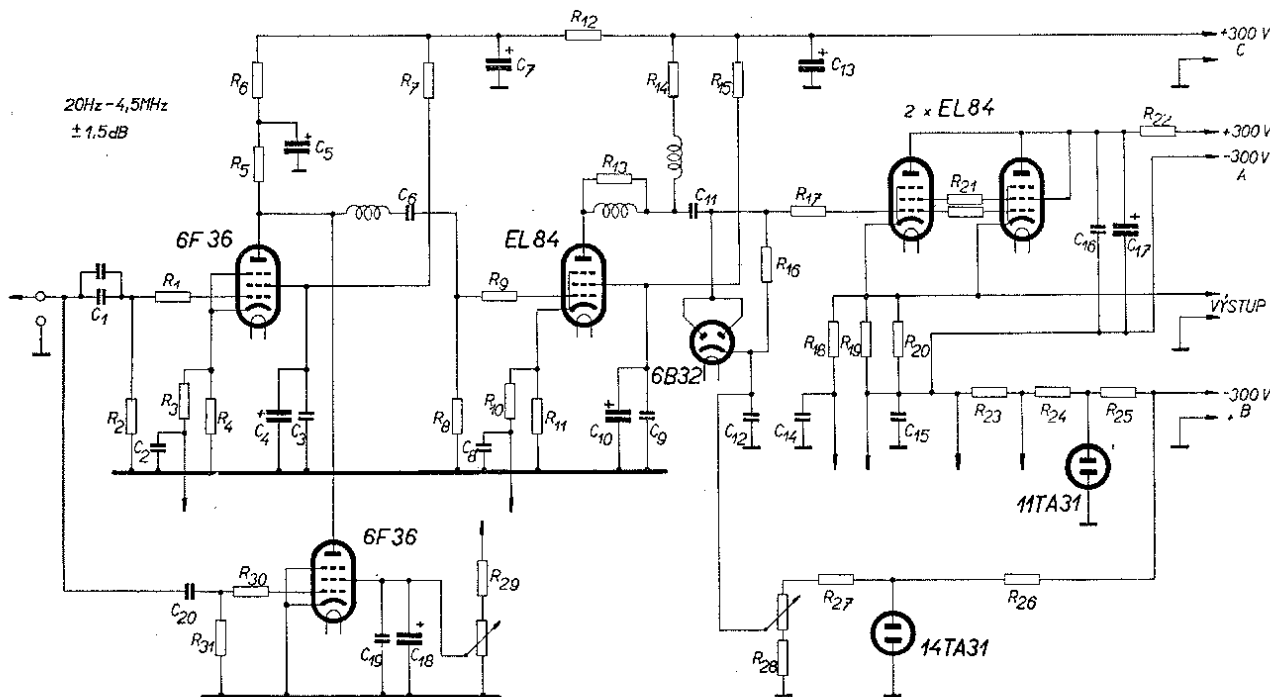 20Hz-4,5MHz
±1,5dB
R6
R7
C5
R5
C7
R12
R14
R15
C13
+300 V
C
2 × EL84
R22
+300V
-300V
A
6F36
C6
R13
C11
R17
R21
EL84
R16
C16
C17
C1
R1
R9
6B32
VÝSTUP
R2
R3
R4
C2
C4
C3
R8
R10
R11
C8
C10
C9
C12
C14
R18
R19
R20
C15
R23
R24
R25
-300V
B
+
11TA31
6F36
C20
R30
R31
C19
C18
R29
R27
R26
R28
14TA31